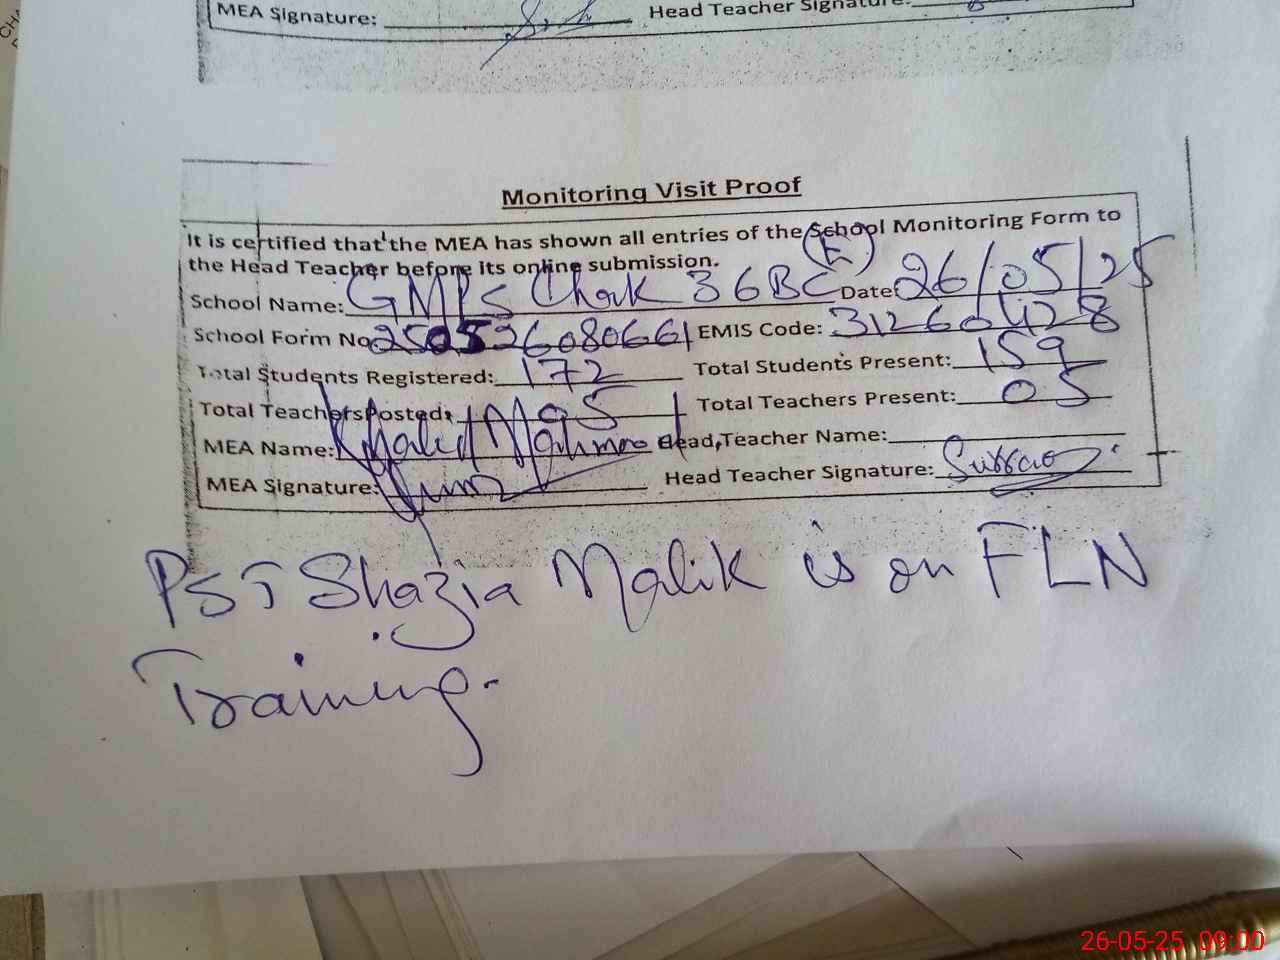 MEA Signature: Head Teacher Signature:
Monitoring Visit Proof
It is certified that the MEA has shown all entries of the School Monitoring Form to
the Head Teacher before its online submission.
School Name: GMPS Chak 36BC (E) Date: 26/05/25
School Form No 250526080661 EMIS Code: 31260428
Total Students Registered: 172 Total Students Present: 159
Total Teachers Posted: 05 Total Teachers Present: 05
MEA Name: Khalid Mahmood Head Teacher Name:
MEA Signature: Head Teacher Signature:
PST Shazia Malik is on FLN
Training.
26-05-25 09:00